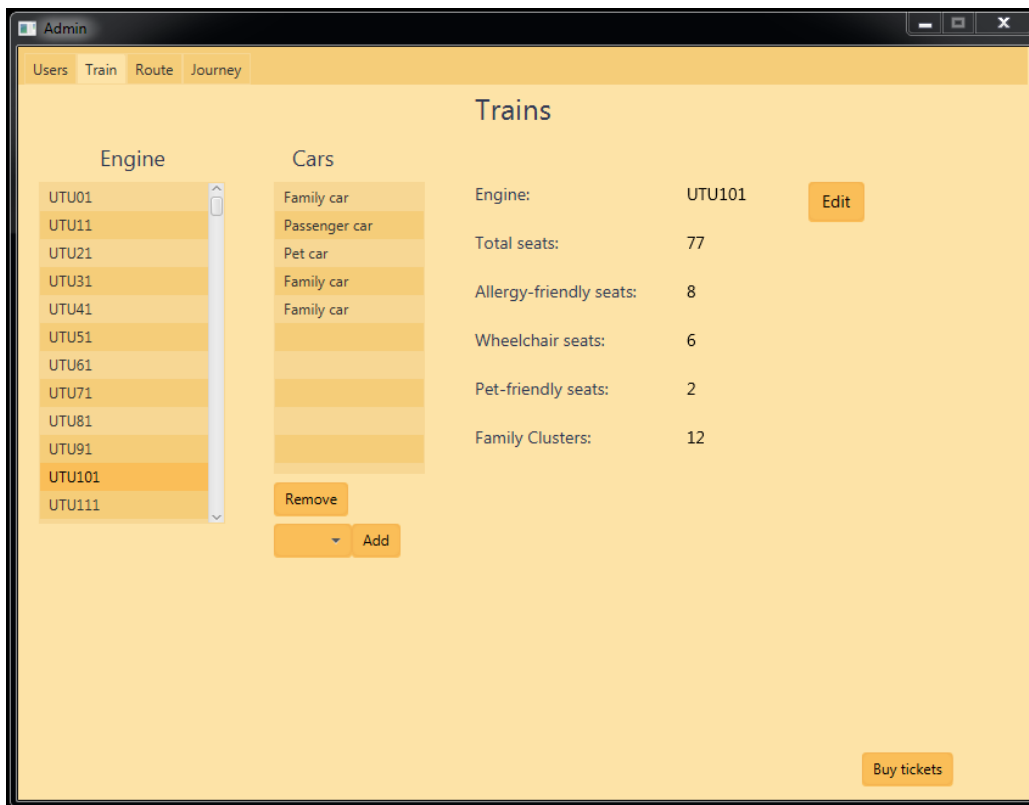 Admin
Users Train Route Journey
Trains
Engine
UTU01
UTU11
UTU21
UTU31
UTU41
UTU51
UTU61
UTU71
UTU81
UTU91
UTU101
UTU111
Cars
Family car
Passenger car
Pet car
Family car
Family car
Remove
Add
Engine: UTU101
Edit
Total seats: 77
Allergy-friendly seats: 8
Wheelchair seats: 6
Pet-friendly seats: 2
Family Clusters: 12
Buy tickets